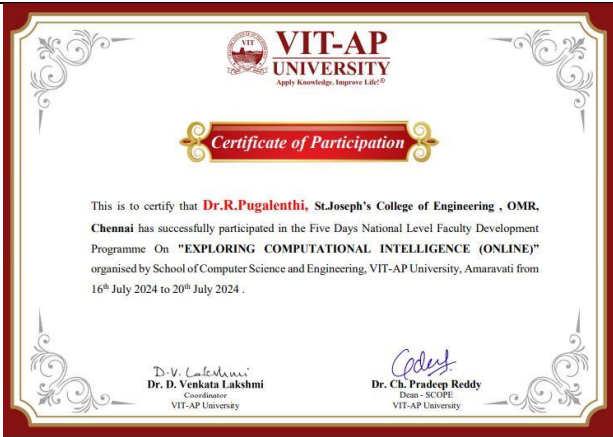 VIT
VIT-AP
UNIVERSITY
Apply Knowledge. Improve Life!®
Certificate of Participation
This is to certify that Dr.R.Pugalenthi, St.Joseph's College of Engineering , OMR,
Chennai has successfully participated in the Five Days National Level Faculty Development
Programme On "EXPLORING COMPUTATIONAL INTELLIGENCE (ONLINE)"
organised by School of Computer Science and Engineering, VIT-AP University, Amaravati from
16th July 2024 to 20th July 2024 .
D.V. Lakshmi
Dr. D. Venkata Lakshmi
Coordinator
VIT-AP University
Dr. Ch. Pradeep Reddy
Dean - SCOPE
VIT-AP University